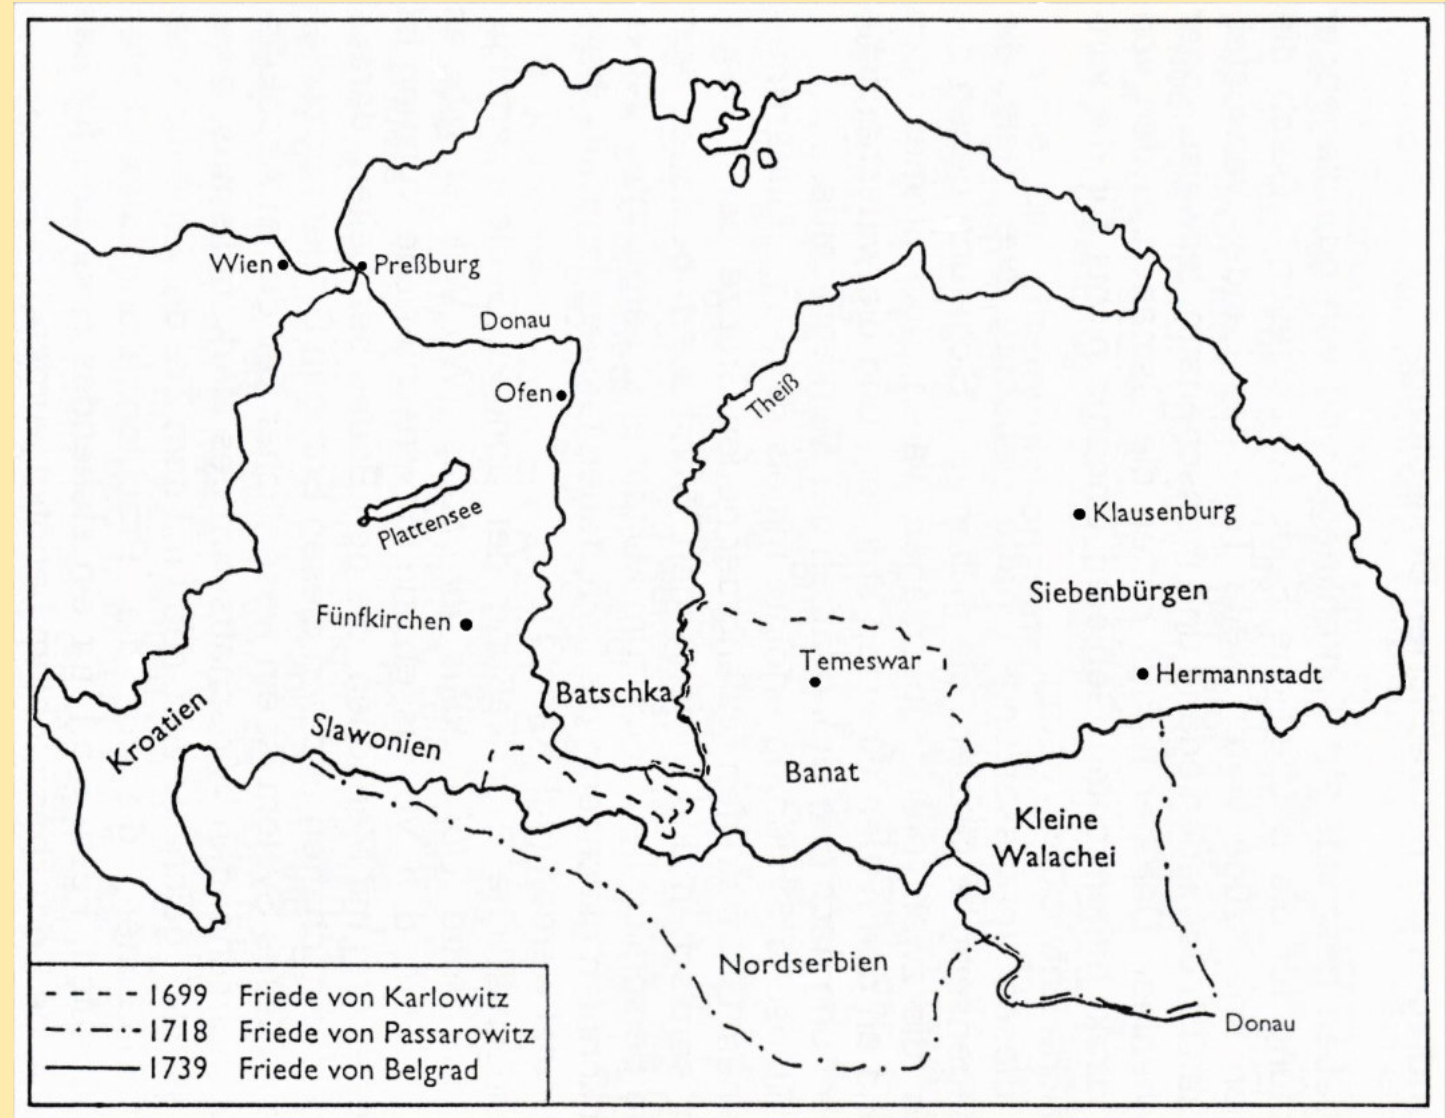 Wien
Preßburg
Donau
Ofen
Theiß
Plattensee
Klausenburg
Siebenbürgen
Fünfkirchen
Temeswar
Hermannstadt
Batschka
Kroatien
Slawonien
Banat
Kleine
Walachei
Nordserbien
Donau
1699 Friede von Karlowitz
1718 Friede von Passarowitz
1739 Friede von Belgrad